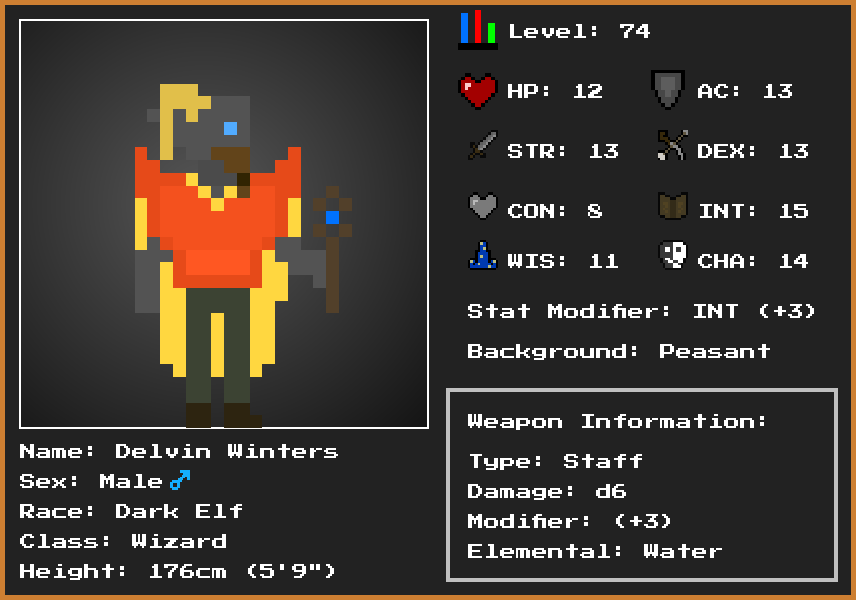 Level: 74
HP: 12
AC: 13
STR: 13
DEX: 13
CON: 8
INT: 15
WIS: 11
CHA: 14
Stat Modifier: INT (+3)
Background: Peasant
Weapon Information:
Type: Staff
Damage: d6
Modifier: (+3)
Elemental: Water
Name: Delvin Winters
Sex: Male♂
Race: Dark Elf
Class: Wizard
Height: 176cm (5'9")